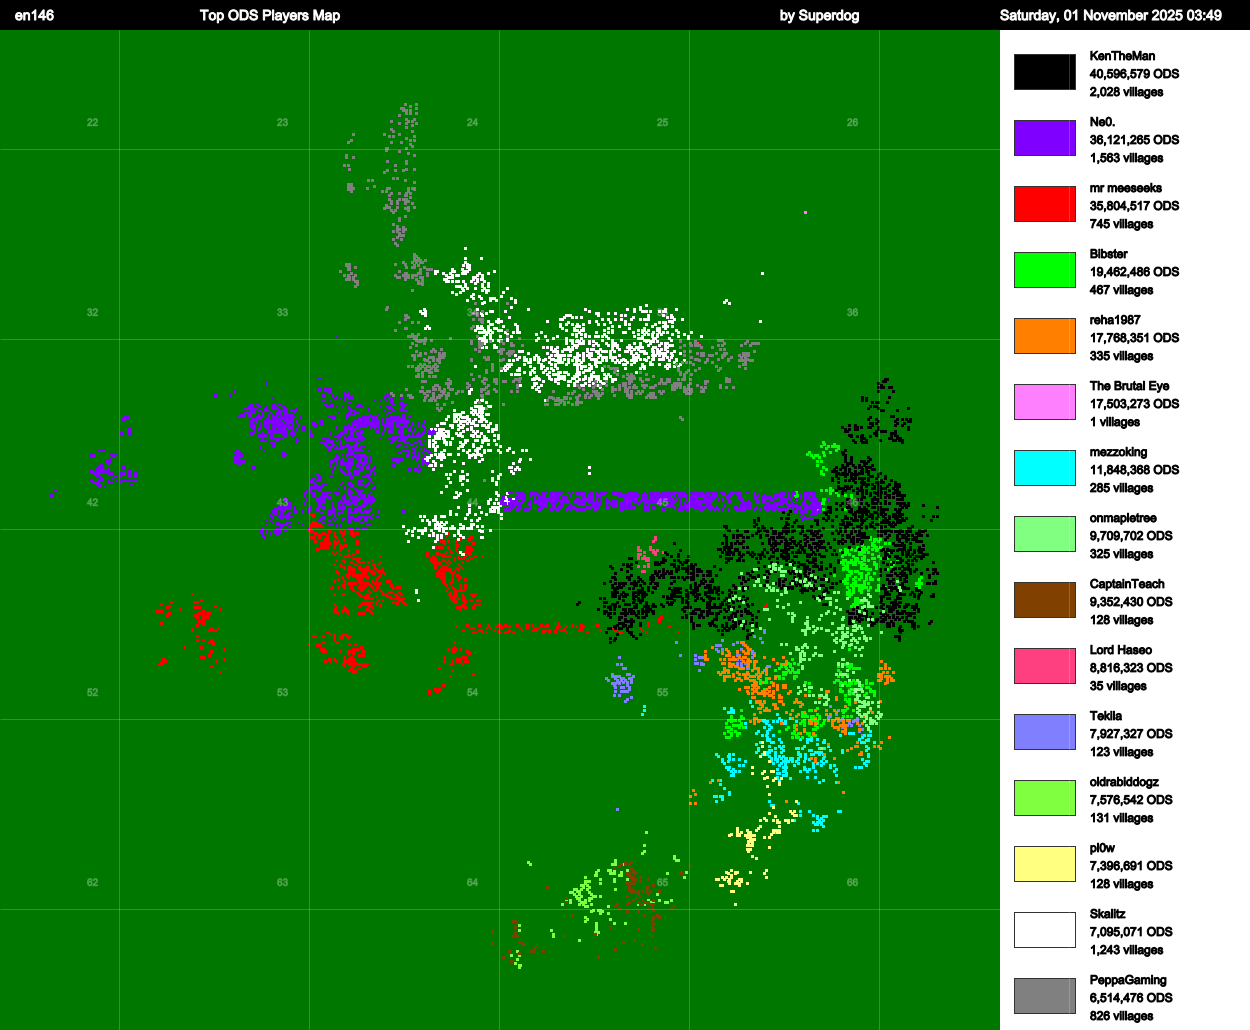 en146 Top ODS Players Map by Superdog Saturday, 01 November 2025 03:49
22 23 24 25 26
32 33 34 36
42 43 44 45 46
52 53 54 55
62 63 64 65 66
KenTheMan
40,596,579 ODS
2,028 villages
Ne0.
36,121,265 ODS
1,563 villages
mr meeseeks
35,804,517 ODS
745 villages
Bibster
19,462,486 ODS
467 villages
reha1987
17,768,351 ODS
335 villages
The Brutal Eye
17,503,273 ODS
1 villages
mezzoking
11,848,368 ODS
285 villages
onmapletree
9,709,702 ODS
325 villages
CaptainTeach
9,352,430 ODS
128 villages
Lord Haseo
8,816,323 ODS
35 villages
Tekila
7,927,327 ODS
123 villages
oldrabiddogz
7,576,542 ODS
131 villages
pl0w
7,396,691 ODS
128 villages
Skalitz
7,095,071 ODS
1,243 villages
PeppaGaming
6,514,476 ODS
826 villages